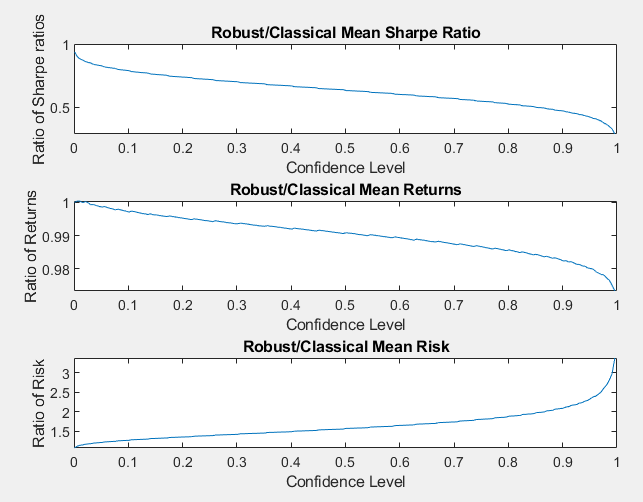 Robust/Classical Mean Sharpe Ratio
Ratio of Sharpe ratios
1
0.5
0 0.1 0.2 0.3 0.4 0.5 0.6 0.7 0.8 0.9 1
Confidence Level
Robust/Classical Mean Returns
Ratio of Returns
1
0.99
0.98
0 0.1 0.2 0.3 0.4 0.5 0.6 0.7 0.8 0.9 1
Confidence Level
Robust/Classical Mean Risk
Ratio of Risk
3
2.5
2
1.5
0 0.1 0.2 0.3 0.4 0.5 0.6 0.7 0.8 0.9 1
Confidence Level